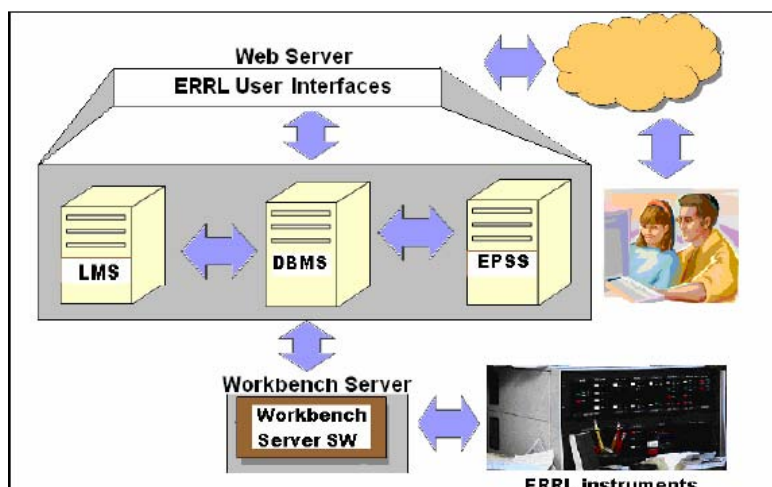 Web Server
ERRL User Interfaces
LMS
DBMS
EPSS
Workbench Server
Workbench
Server SW
ERRL instruments